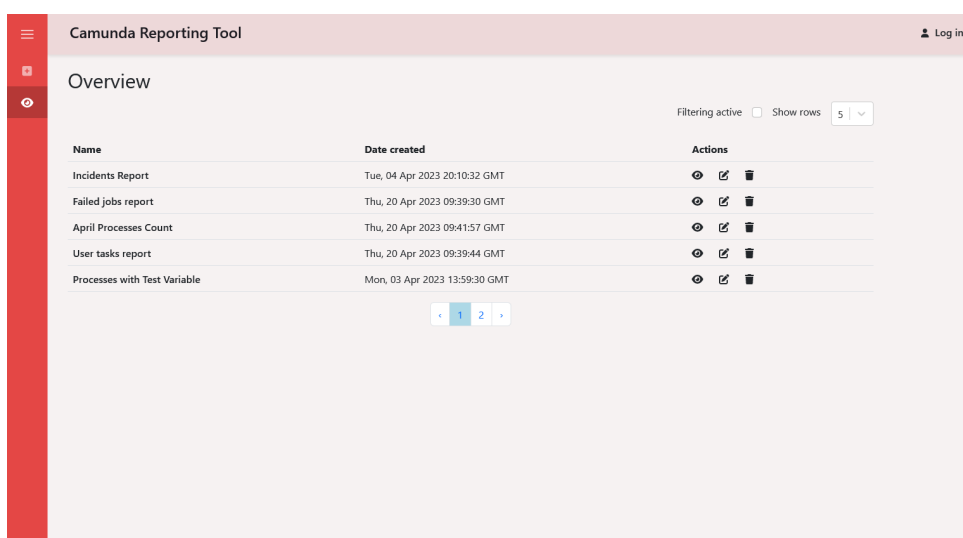 Camunda Reporting Tool
Log in
Overview
Filtering active Show rows 5
Name Date created Actions
Incidents Report Tue, 04 Apr 2023 20:10:32 GMT
Failed jobs report Thu, 20 Apr 2023 09:39:30 GMT
April Processes Count Thu, 20 Apr 2023 09:41:57 GMT
User tasks report Thu, 20 Apr 2023 09:39:44 GMT
Processes with Test Variable Mon, 03 Apr 2023 13:59:30 GMT
‹ 1 2 ›